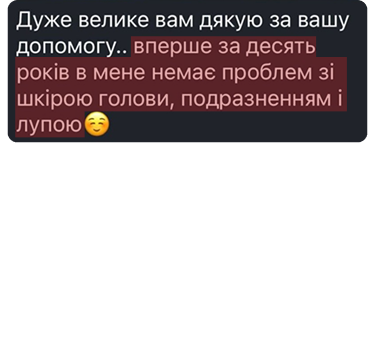 Дуже велике вам дякую за вашу
допомогу.. вперше за десять
років в мене немає проблем зі
шкірою голови, подразненням і
лупою☺️